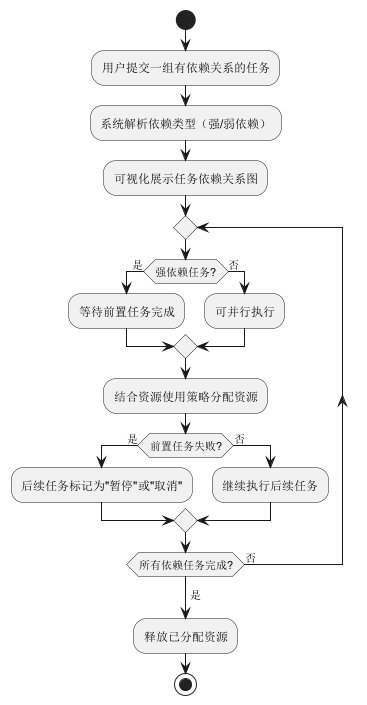 用户提交一组有依赖关系的任务
系统解析依赖类型（强/弱依赖）
可视化展示任务依赖关系图
强依赖任务?
是
否
等待前置任务完成
可并行执行
结合资源使用策略分配资源
前置任务失败?
是
否
后续任务标记为"暂停"或"取消"
继续执行后续任务
所有依赖任务完成?
否
是
释放已分配资源